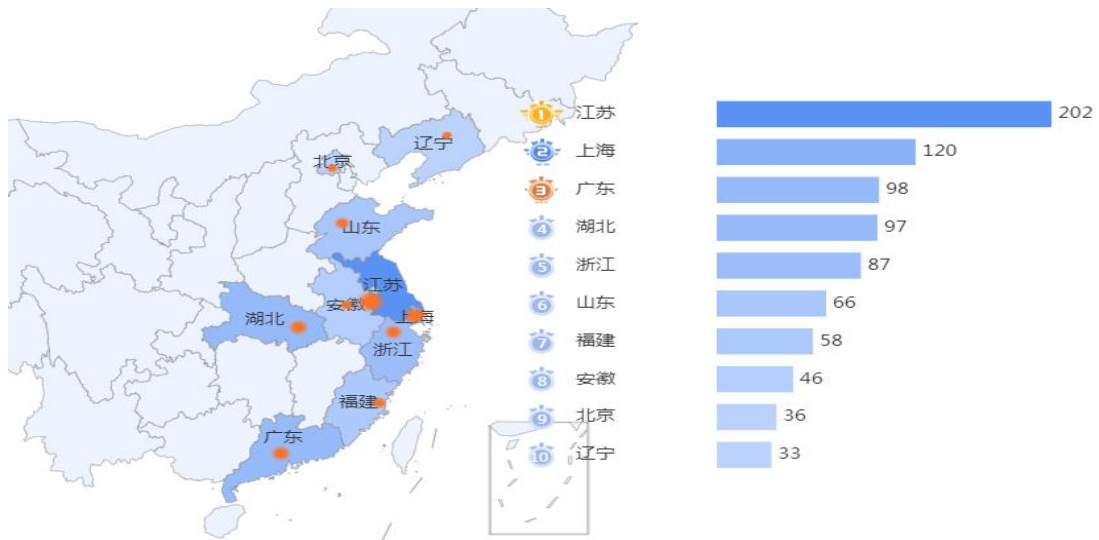 北京
辽宁
山东
江苏
安徽
上海
湖北
浙江
福建
广东
1 江苏 202
2 上海 120
3 广东 98
4 湖北 97
5 浙江 87
6 山东 66
7 福建 58
8 安徽 46
9 北京 36
10 辽宁 33